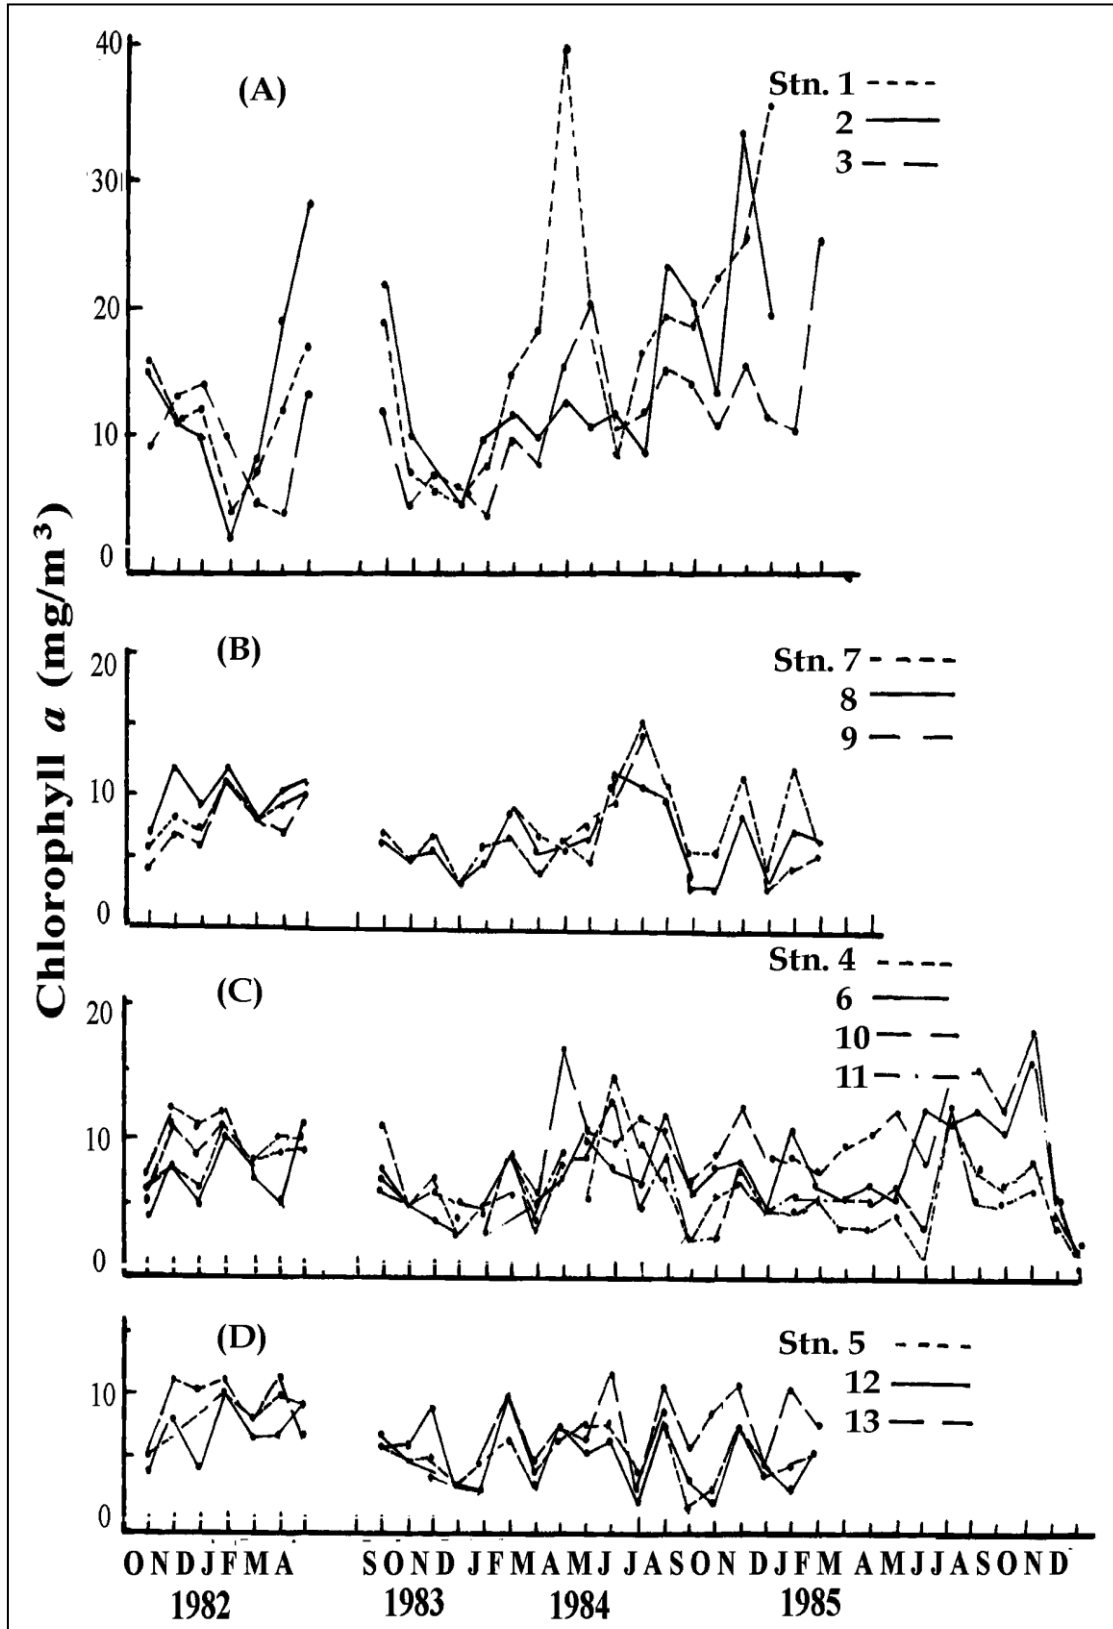 Chlorophyll a (mg/m³)
(A)
40
30
20
10
0
Stn. 1
2
3
(B)
20
10
0
Stn. 7
8
9
(C)
20
10
0
Stn. 4
6
10
11
(D)
10
0
Stn. 5
12
13
O N D J F M A S O N D J F M A M J J A S O N D J F M A M J J A S O N D
1982 1983 1984 1985